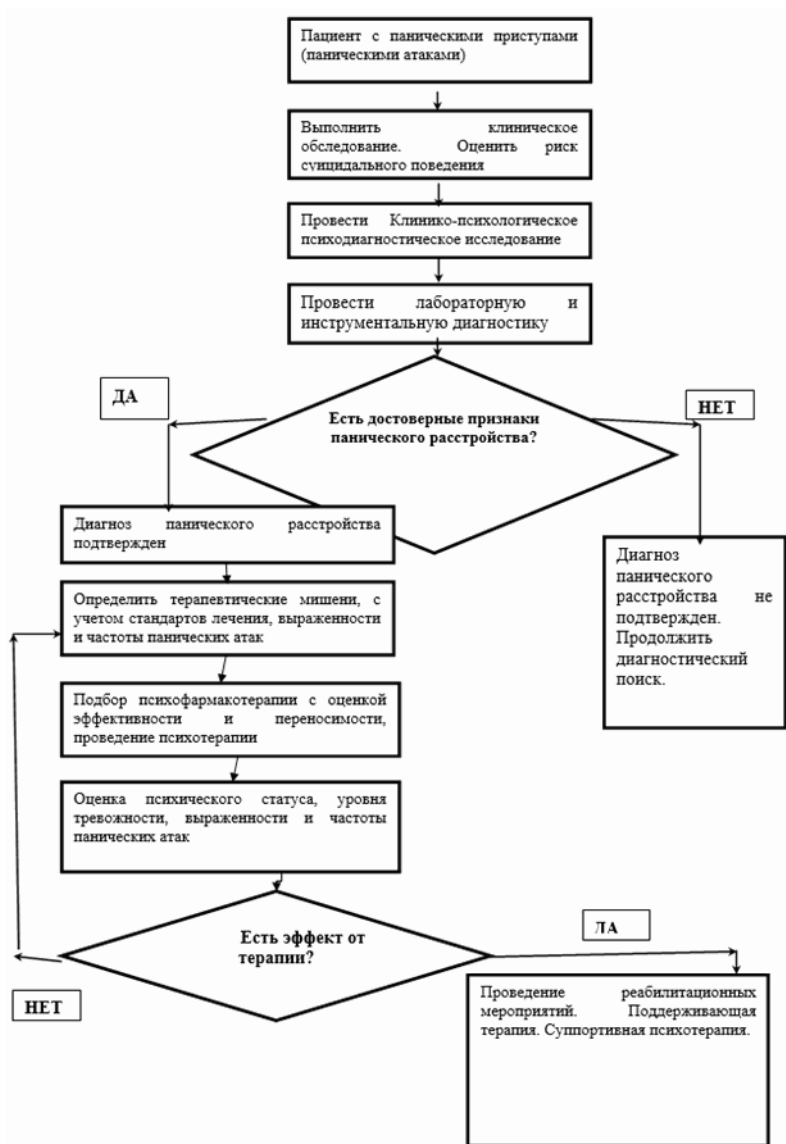 Пациент с паническими приступами
(паническими атаками)
Выполнить клиническое
обследование. Оценить риск
суицидального поведения
Провести Клинико-психологическое
психодиагностическое исследование
Провести лабораторную и
инструментальную диагностику
ДА
НЕТ
Есть достоверные признаки
панического расстройства?
Диагноз панического расстройства
подтвержден
Диагноз
панического
расстройства не
подтвержден.
Продолжить
диагностический
поиск.
Определить терапевтические мишени, с
учетом стандартов лечения, выраженности
и частоты панических атак
Подбор психофармакотерапии с оценкой
эффективности и переносимости,
проведение психотерапии
Оценка психического статуса, уровня
тревожности, выраженности и частоты
панических атак
Есть эффект от
терапии?
ДА
НЕТ
Проведение реабилитационных
мероприятий. Поддерживающая
терапия. Суппортивная психотерапия.